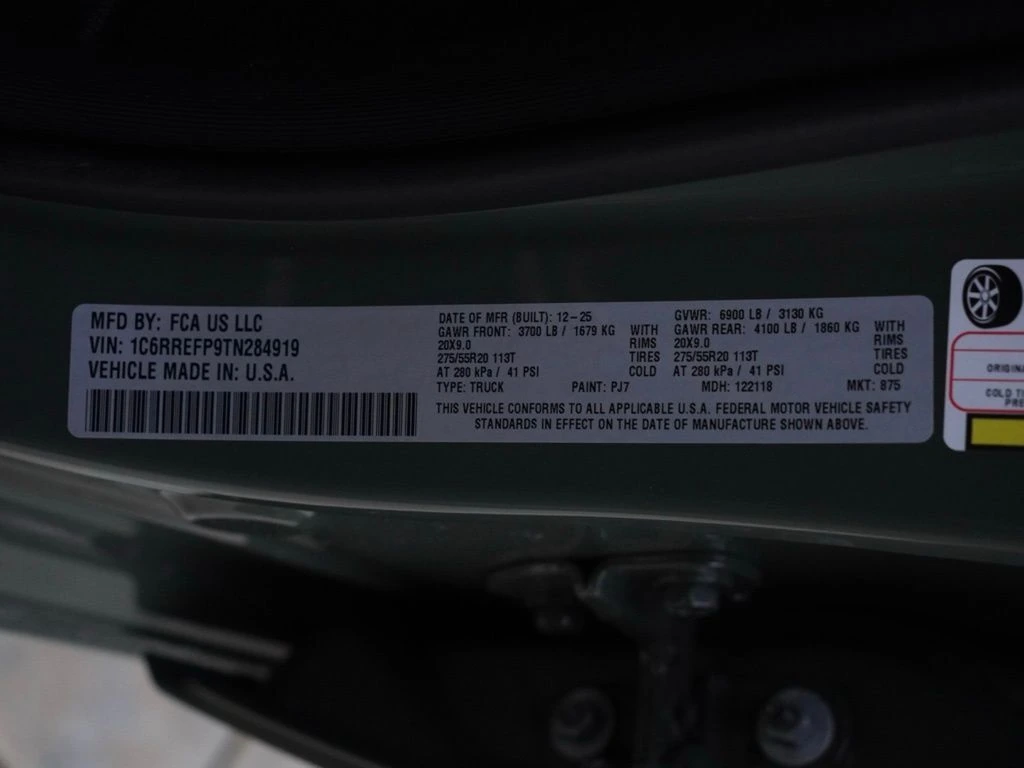 MFD BY: FCA US LLC
VIN: 1C6RREFP9TN284919
VEHICLE MADE IN: U.S.A.
DATE OF MFR (BUILT): 12-25
GAWR FRONT: 3700 LB / 1679 KG WITH
20X9.0 RIMS
275/55R20 113T TIRES
AT 280 kPa / 41 PSI COLD
GVWR: 6900 LB / 3130 KG
GAWR REAR: 4100 LB / 1860 KG WITH
20X9.0 RIMS
275/55R20 113T TIRES
AT 280 kPa / 41 PSI COLD
TYPE: TRUCK PAINT: PJ7 MDH: 122118 MKT: 875
THIS VEHICLE CONFORMS TO ALL APPLICABLE U.S.A. FEDERAL MOTOR VEHICLE SAFETY
STANDARDS IN EFFECT ON THE DATE OF MANUFACTURE SHOWN ABOVE.
COLD